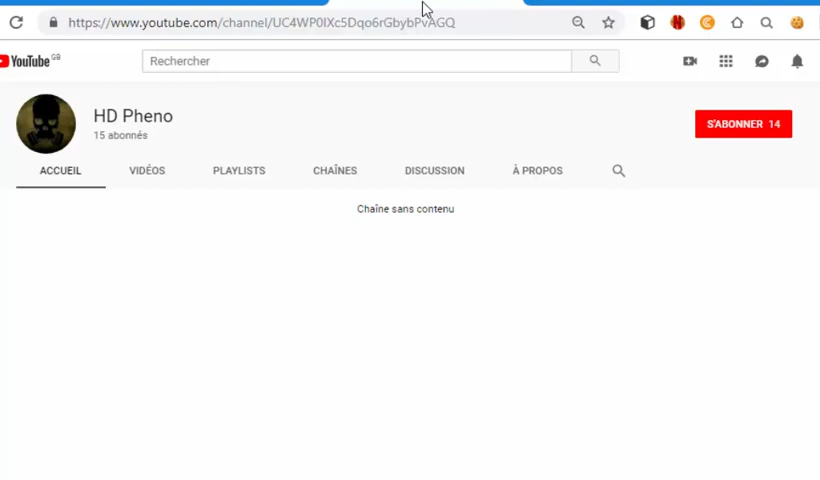 https://www.youtube.com/channel/UC4WP0IXc5Dqo6rGbybPvAGQ
YouTube GB
Rechercher
HD Pheno
15 abonnés
S'ABONNER 14
ACCUEIL VIDÉOS PLAYLISTS CHAÎNES DISCUSSION À PROPOS
Chaîne sans contenu